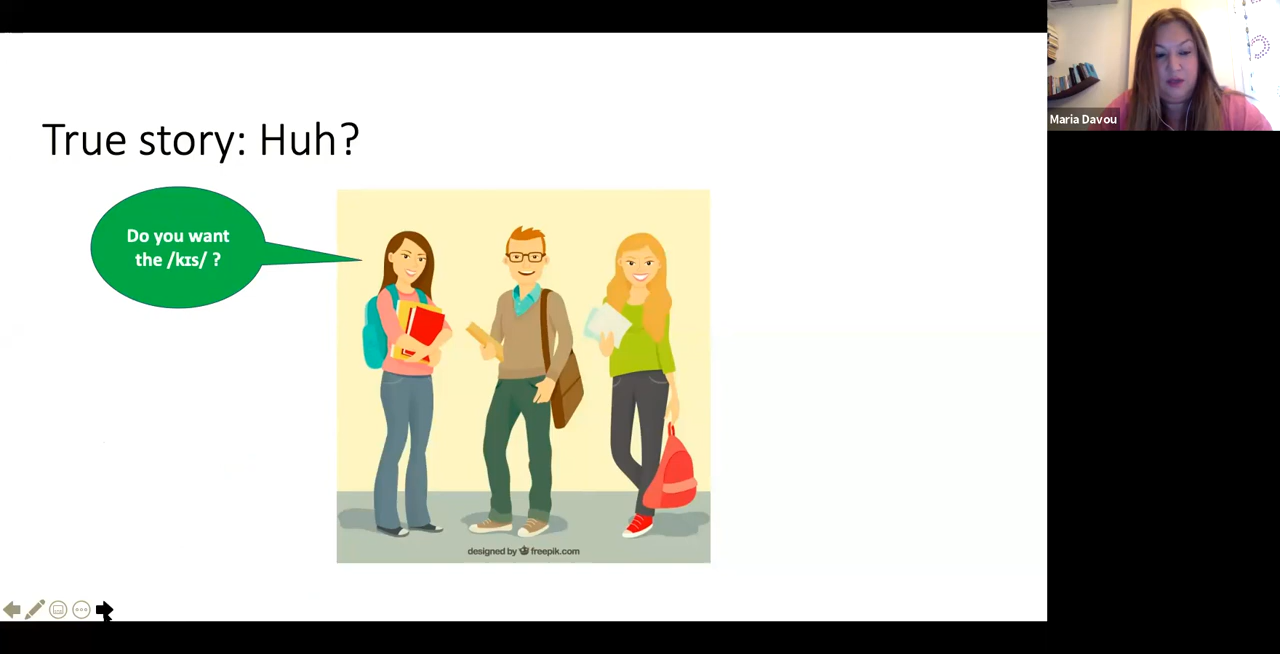 True story: Huh?
Do you want
the /kɪs/ ?
designed by freepik.com
Maria Davou